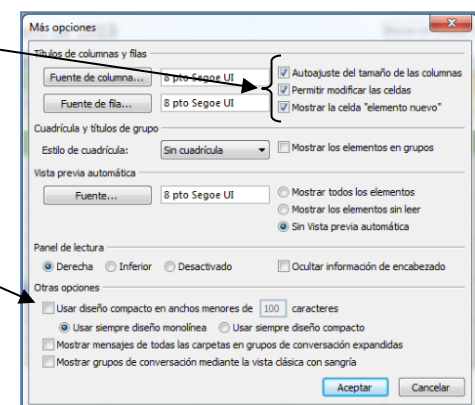 Más opciones
Títulos de columnas y filas
Fuente de columna... 8 pto Segoe UI Autoajuste del tamaño de las columnas
Permitir modificar las celdas
Fuente de fila... 8 pto Segoe UI Mostrar la celda "elemento nuevo"
Cuadrícula y títulos de grupo
Estilo de cuadrícula: Sin cuadrícula Mostrar los elementos en grupos
Vista previa automática
Fuente... 8 pto Segoe UI Mostrar todos los elementos
Mostrar los elementos sin leer
Sin Vista previa automática
Panel de lectura
Derecha Inferior Desactivado Ocultar información de encabezado
Otras opciones
Usar diseño compacto en anchos menores de 100 caracteres
Usar siempre diseño monolínea Usar siempre diseño compacto
Mostrar mensajes de todas las carpetas en grupos de conversación expandidas
Mostrar grupos de conversación mediante la vista clásica con sangría
Aceptar Cancelar